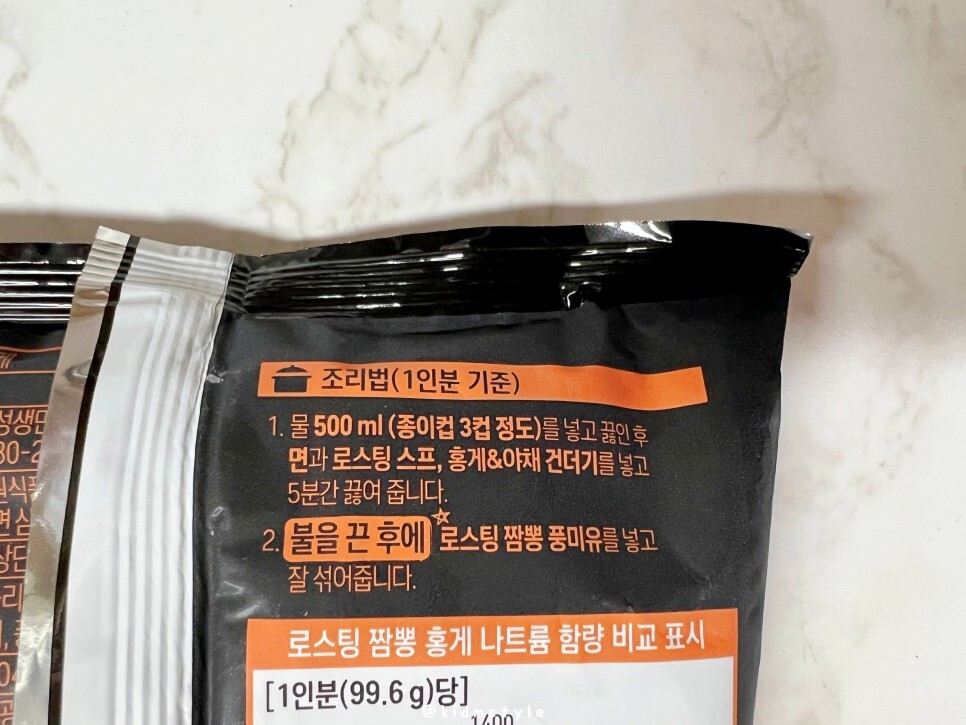 조리법(1인분 기준)
1. 물 500 ml (종이컵 3컵 정도)를 넣고 끓인 후
면과 로스팅 스프, 홍게&야채 건더기를 넣고
5분간 끓여 줍니다.
2. 불을 끈 후에 로스팅 짬뽕 풍미유를 넣고
잘 섞어줍니다.
로스팅 짬뽕 홍게 나트륨 함량 비교 표시
[1인분(99.6 g)당]
@kidmstyle
1400